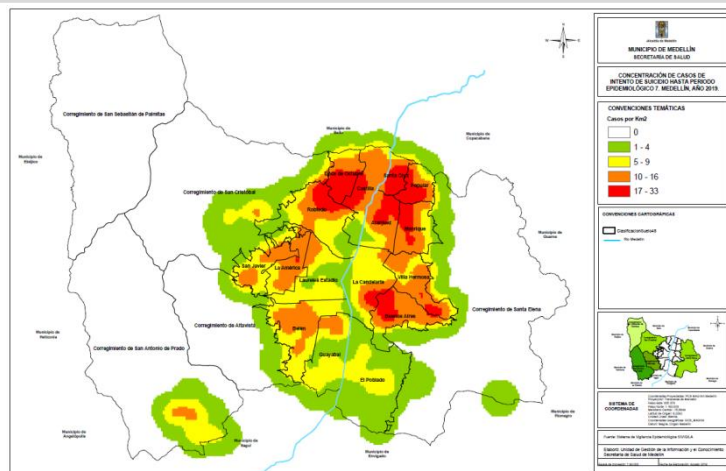 Alcaldía de Medellín
MUNICIPIO DE MEDELLÍN
SECRETARÍA DE SALUD
CONCENTRACIÓN DE CASOS DE
INTENTO DE SUICIDIO HASTA PERIODO
EPIDEMIOLÓGICO 7. MEDELLÍN, AÑO 2019.
CONVENCIONES TEMÁTICAS
Casos por Km2
0
1 - 4
5 - 9
10 - 16
17 - 33
CONVENCIONES CARTOGRÁFICAS
Río Medellín
SISTEMA DE
COORDENADAS
Fuente: Sistema de Vigilancia Epidemiológica SIVIGILA
Elaboró: Unidad de Gestión de la Información y el Conocimiento
Secretaría de Salud de Medellín
Corregimiento de San Sebastián de Palmitas
Municipio de
Bello
Municipio de
Copacabana
Corregimiento de San Cristóbal
Doce de Octubre
Castilla
Santa Cruz
Popular
Robledo
Aranjuez
Manrique
Municipio de
Guarne
San Javier
La América
Laureles Estadio
La Candelaria
Villa Hermosa
Buenos Aires
Corregimiento de Santa Elena
Corregimiento de Altavista
Belén
Guayabal
El Poblado
Municipio de
Heliconia
Corregimiento de San Antonio de Prado
Municipio de
Angelópolis
Municipio de
Itagüí
Municipio de
Envigado
Municipio de
Rionegro